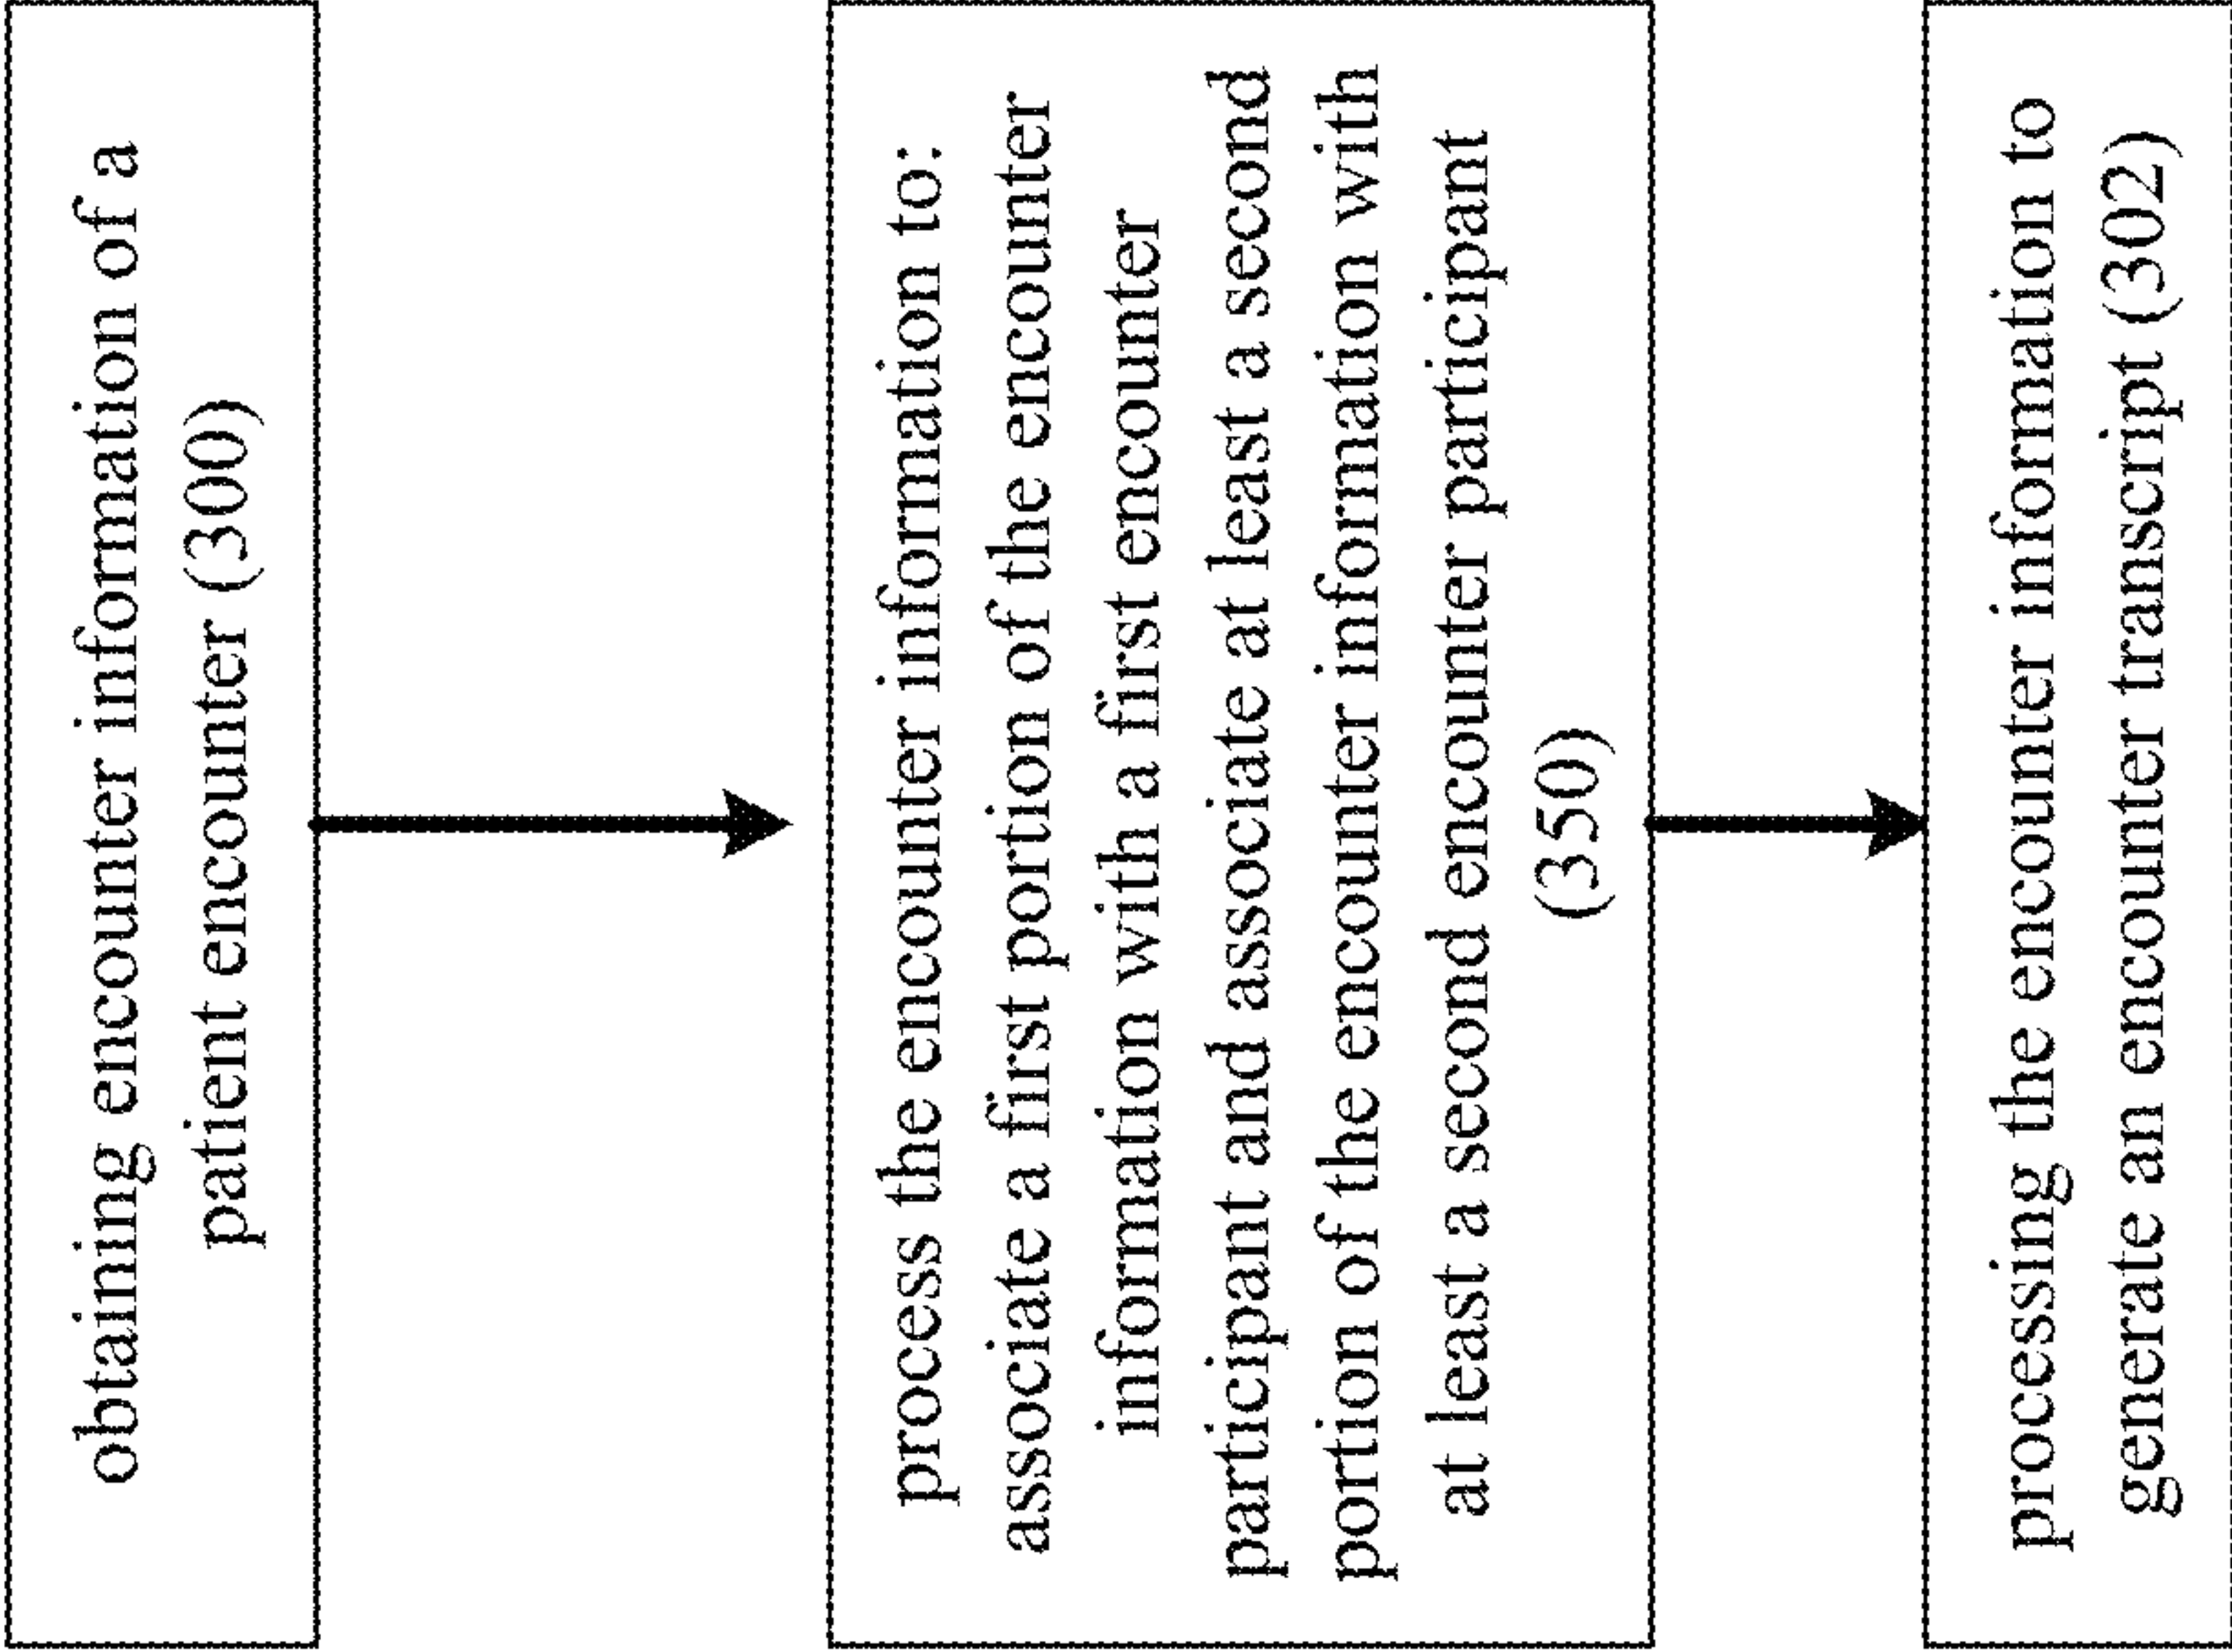 obtaining encounter information of a
patient encounter (300)
process the encounter information to:
associate a first portion of the encounter
information with a first encounter
participant and associate at least a second
portion of the encounter information with
at least a second encounter participant
(350)
processing the encounter information to
generate an encounter transcript (302)